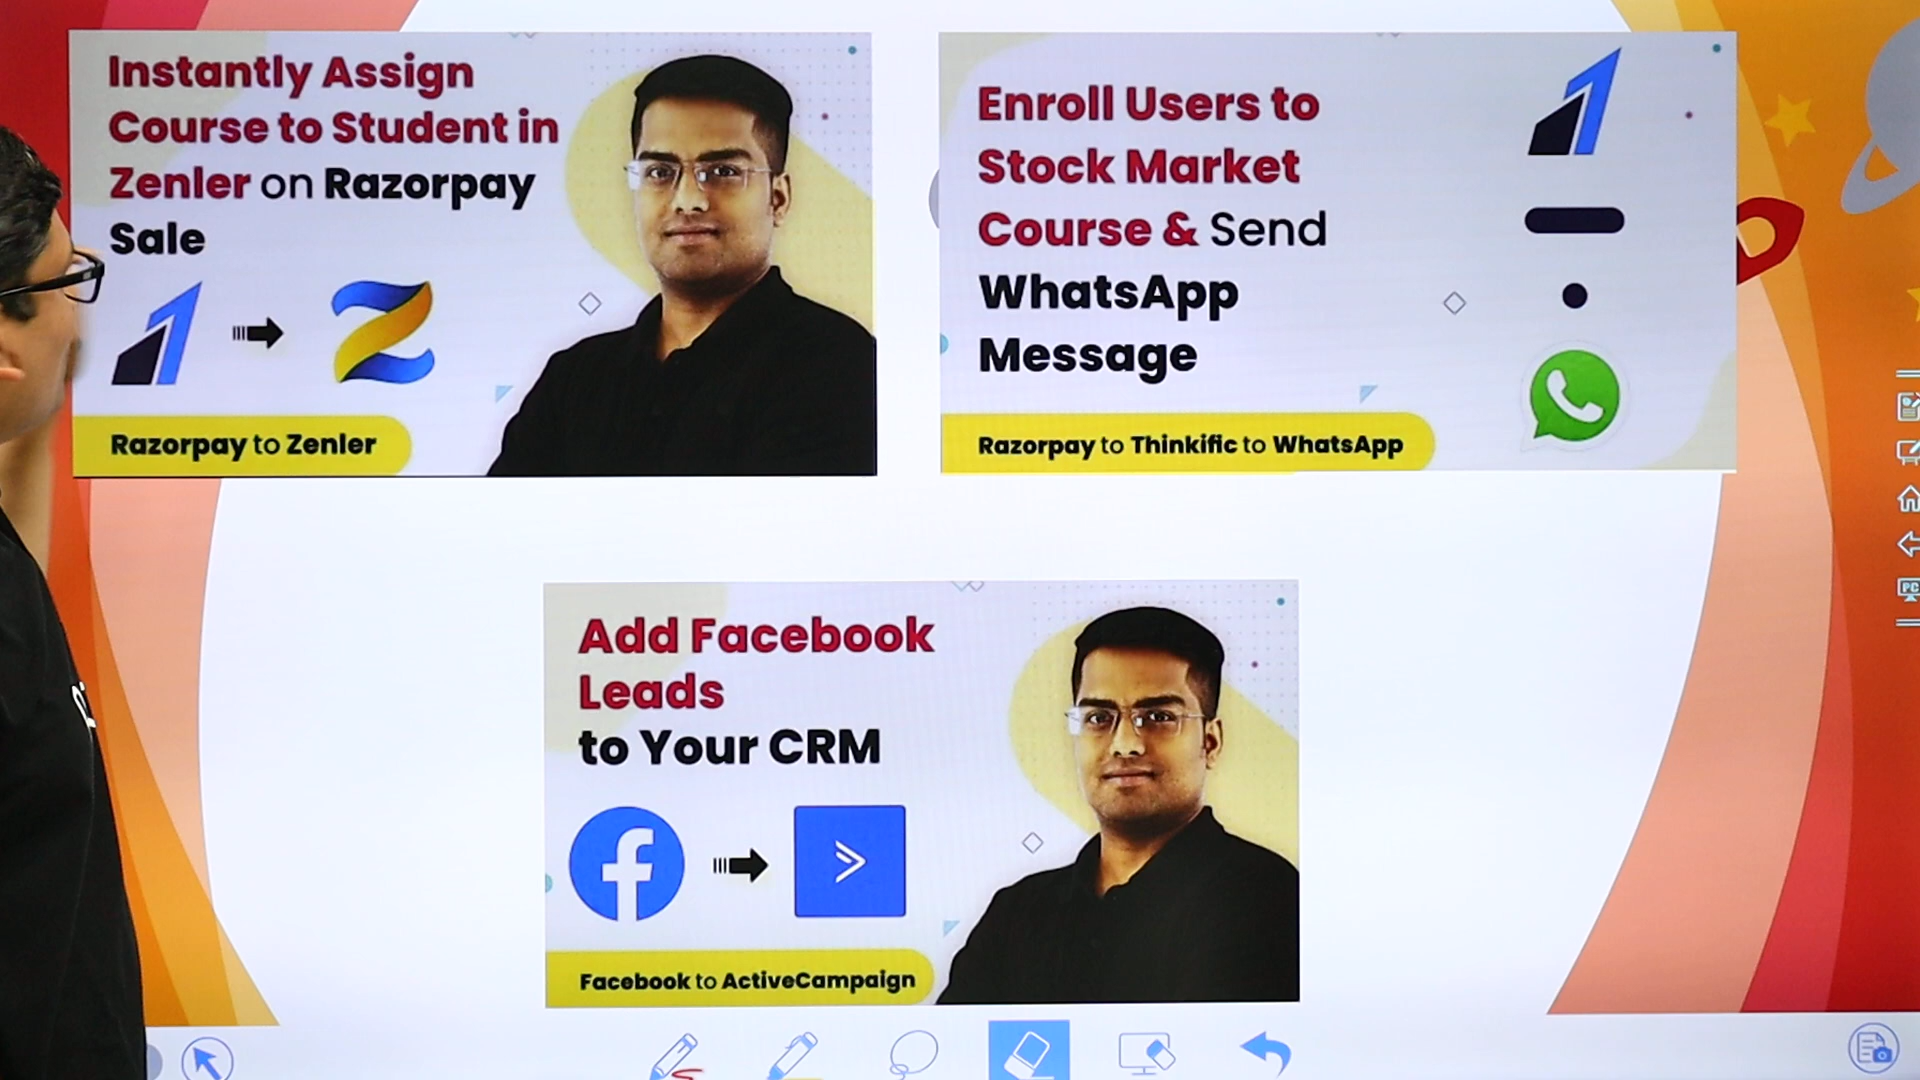 Instantly Assign
Course to Student in
Zenler on Razorpay
Sale
Razorpay to Zenler
Enroll Users to
Stock Market
Course & Send
WhatsApp
Message
Razorpay to Thinkific to WhatsApp
Add Facebook
Leads
to Your CRM
Facebook to ActiveCampaign
PC